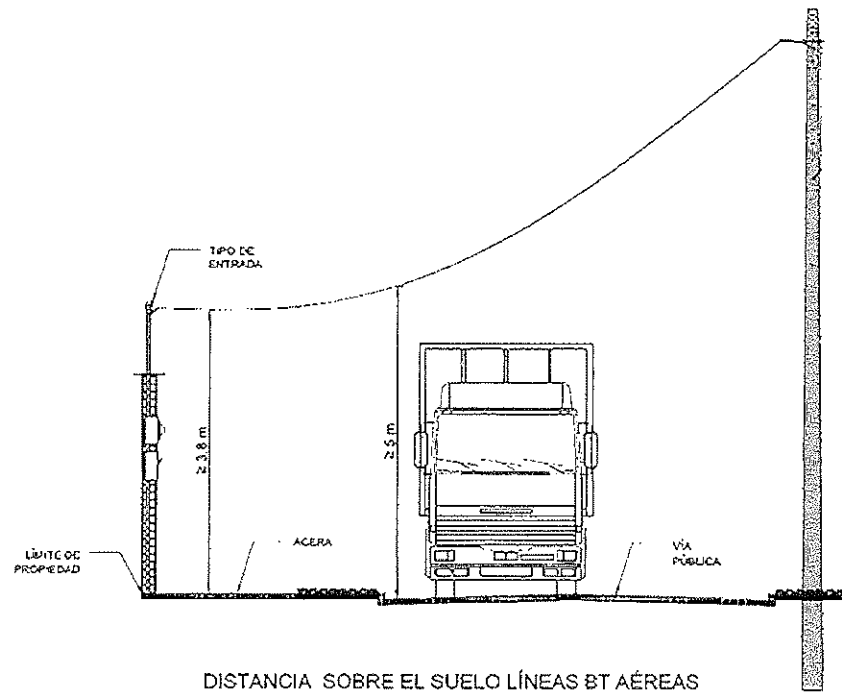 TIPO DE
ENTRADA
≥ 3,8 m
≥ 5 m
LÍMITE DE
PROPIEDAD
ACERA
VÍA
PÚBLICA
DISTANCIA SOBRE EL SUELO LÍNEAS BT AÉREAS